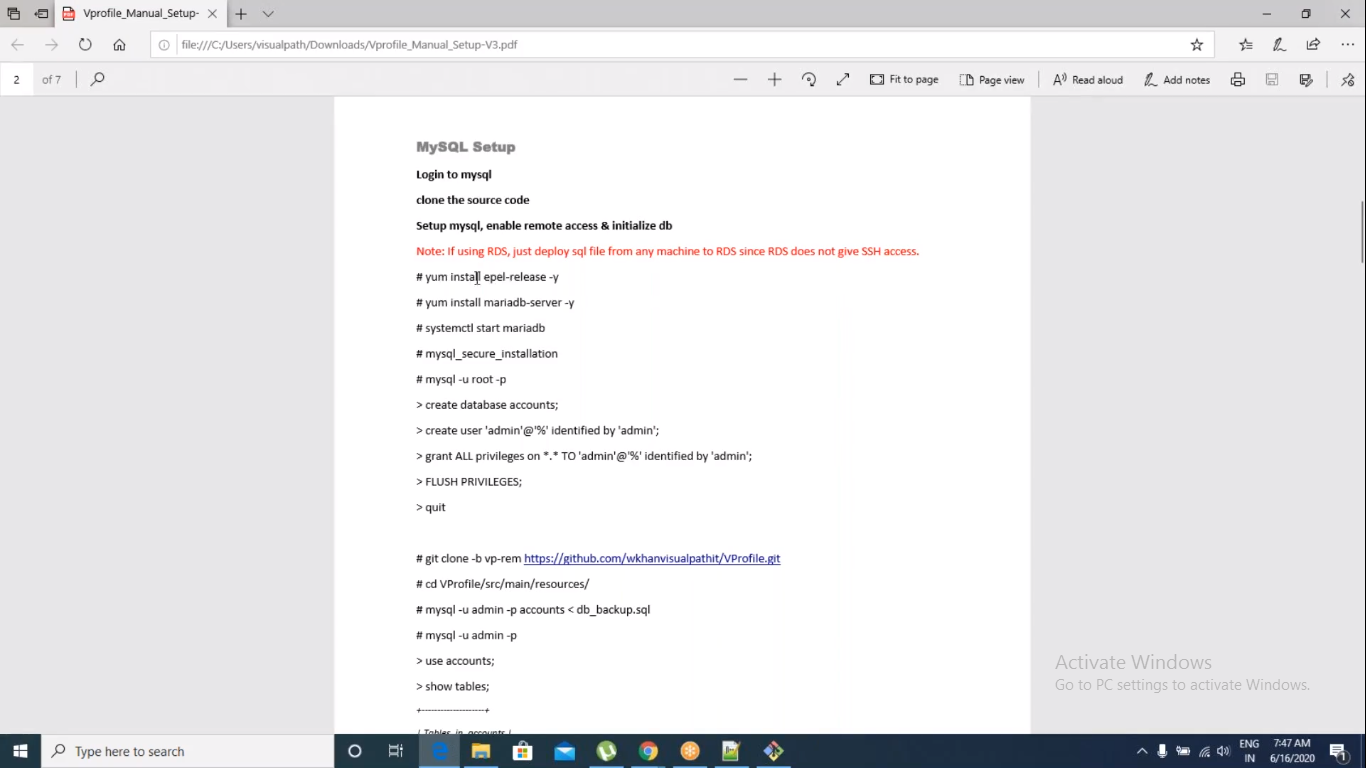 Vprofile_Manual_Setup-
file:///C:/Users/visualpath/Downloads/Vprofile_Manual_Setup-V3.pdf
2 of 7
Fit to page
Page view
Read aloud
Add notes
MySQL Setup
Login to mysql
clone the source code
Setup mysql, enable remote access & initialize db
Note: If using RDS, just deploy sql file from any machine to RDS since RDS does not give SSH access.
# yum install epel-release -y
# yum install mariadb-server -y
# systemctl start mariadb
# mysql_secure_installation
# mysql -u root -p
> create database accounts;
> create user 'admin'@'%' identified by 'admin';
> grant ALL privileges on *.* TO 'admin'@'%' identified by 'admin';
> FLUSH PRIVILEGES;
> quit
# git clone -b vp-rem https://github.com/wkhanvisualpathit/VProfile.git
# cd VProfile/src/main/resources/
# mysql -u admin -p accounts < db_backup.sql
# mysql -u admin -p
> use accounts;
> show tables;
+--------------------+
| Tables_in_accounts |
Activate Windows
Go to PC settings to activate Windows.
Type here to search
ENG
IN
7:47 AM
6/16/2020
1